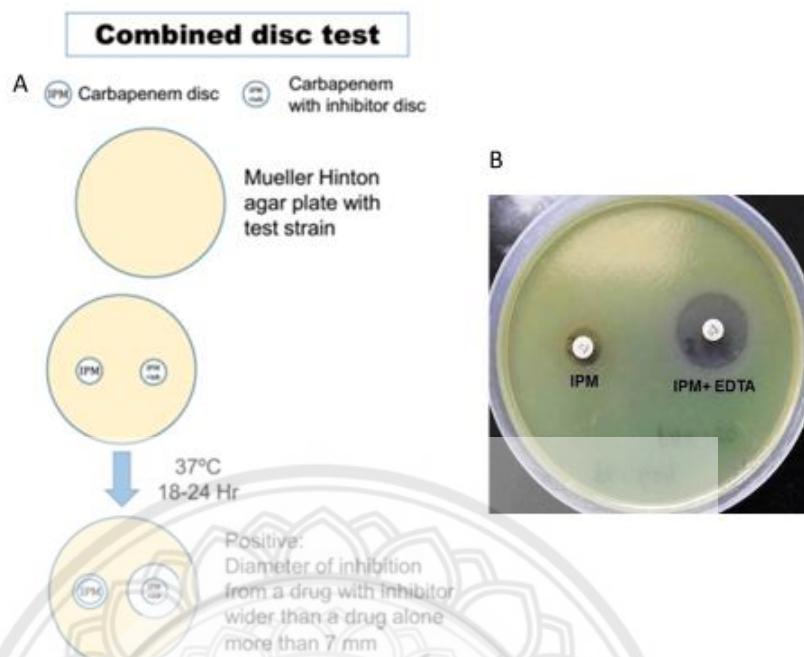 Combined disc test
A
IPM Carbapenem disc
Carbapenem
with inhibitor disc
Mueller Hinton
agar plate with
test strain
IPM
37°C
18-24 Hr
IPM
Positive:
Diameter of inhibition
from a drug with inhibitor
wider than a drug alone
more than 7 mm
B
IPM
IPM+ EDTA